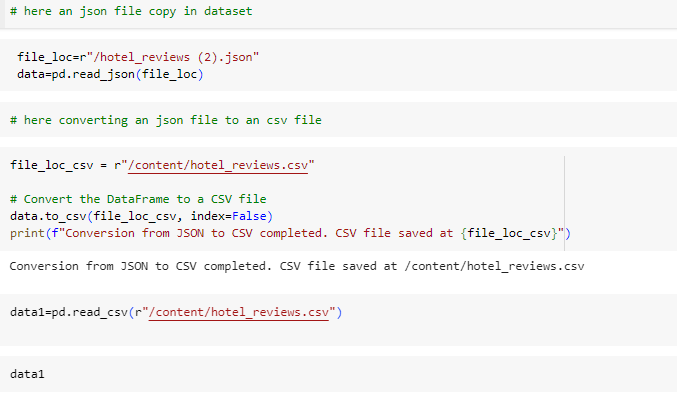 # here an json file copy in dataset
file_loc=r"/hotel_reviews (2).json"
data=pd.read_json(file_loc)
# here converting an json file to an csv file
file_loc_csv = r"/content/hotel_reviews.csv"
# Convert the DataFrame to a CSV file
data.to_csv(file_loc_csv, index=False)
print(f"Conversion from JSON to CSV completed. CSV file saved at {file_loc_csv}")
Conversion from JSON to CSV completed. CSV file saved at /content/hotel_reviews.csv
data1=pd.read_csv(r"/content/hotel_reviews.csv")
data1